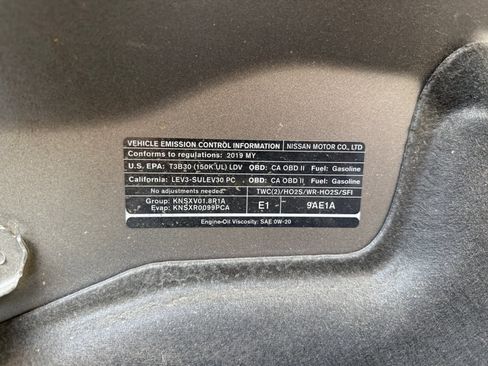 VEHICLE EMISSION CONTROL INFORMATION NISSAN MOTOR CO., LTD
Conforms to regulations: 2019 MY
U.S. EPA: T3B30 (150K UL) LDV OBD: CA OBD II Fuel: Gasoline
California: LEV3-SULEV30 PC OBD: CA OBD II Fuel: Gasoline
No adjustments needed. TWC(2)/HO2S/WR-HO2S/SFI
Group: KNSXV01.8R1A
Evap: KNSXR0099PCA
E1 9AE1A
Engine-Oil Viscosity: SAE 0W-20